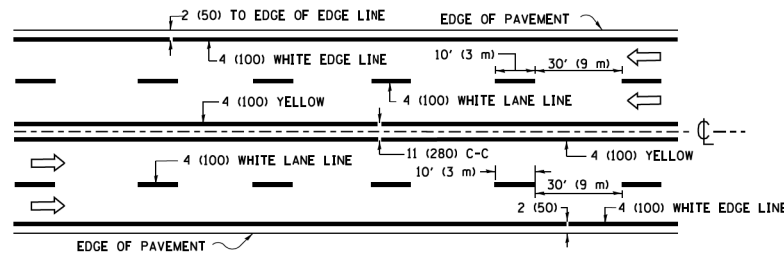 2 (50) TO EDGE OF EDGE LINE
EDGE OF PAVEMENT
4 (100) WHITE EDGE LINE
10' (3 m)
30' (9 m)
4 (100) YELLOW
4 (100) WHITE LANE LINE
℄
4 (100) WHITE LANE LINE
11 (280) C-C
4 (100) YELLOW
10' (3 m)
30' (9 m)
2 (50)
4 (100) WHITE EDGE LINE
EDGE OF PAVEMENT